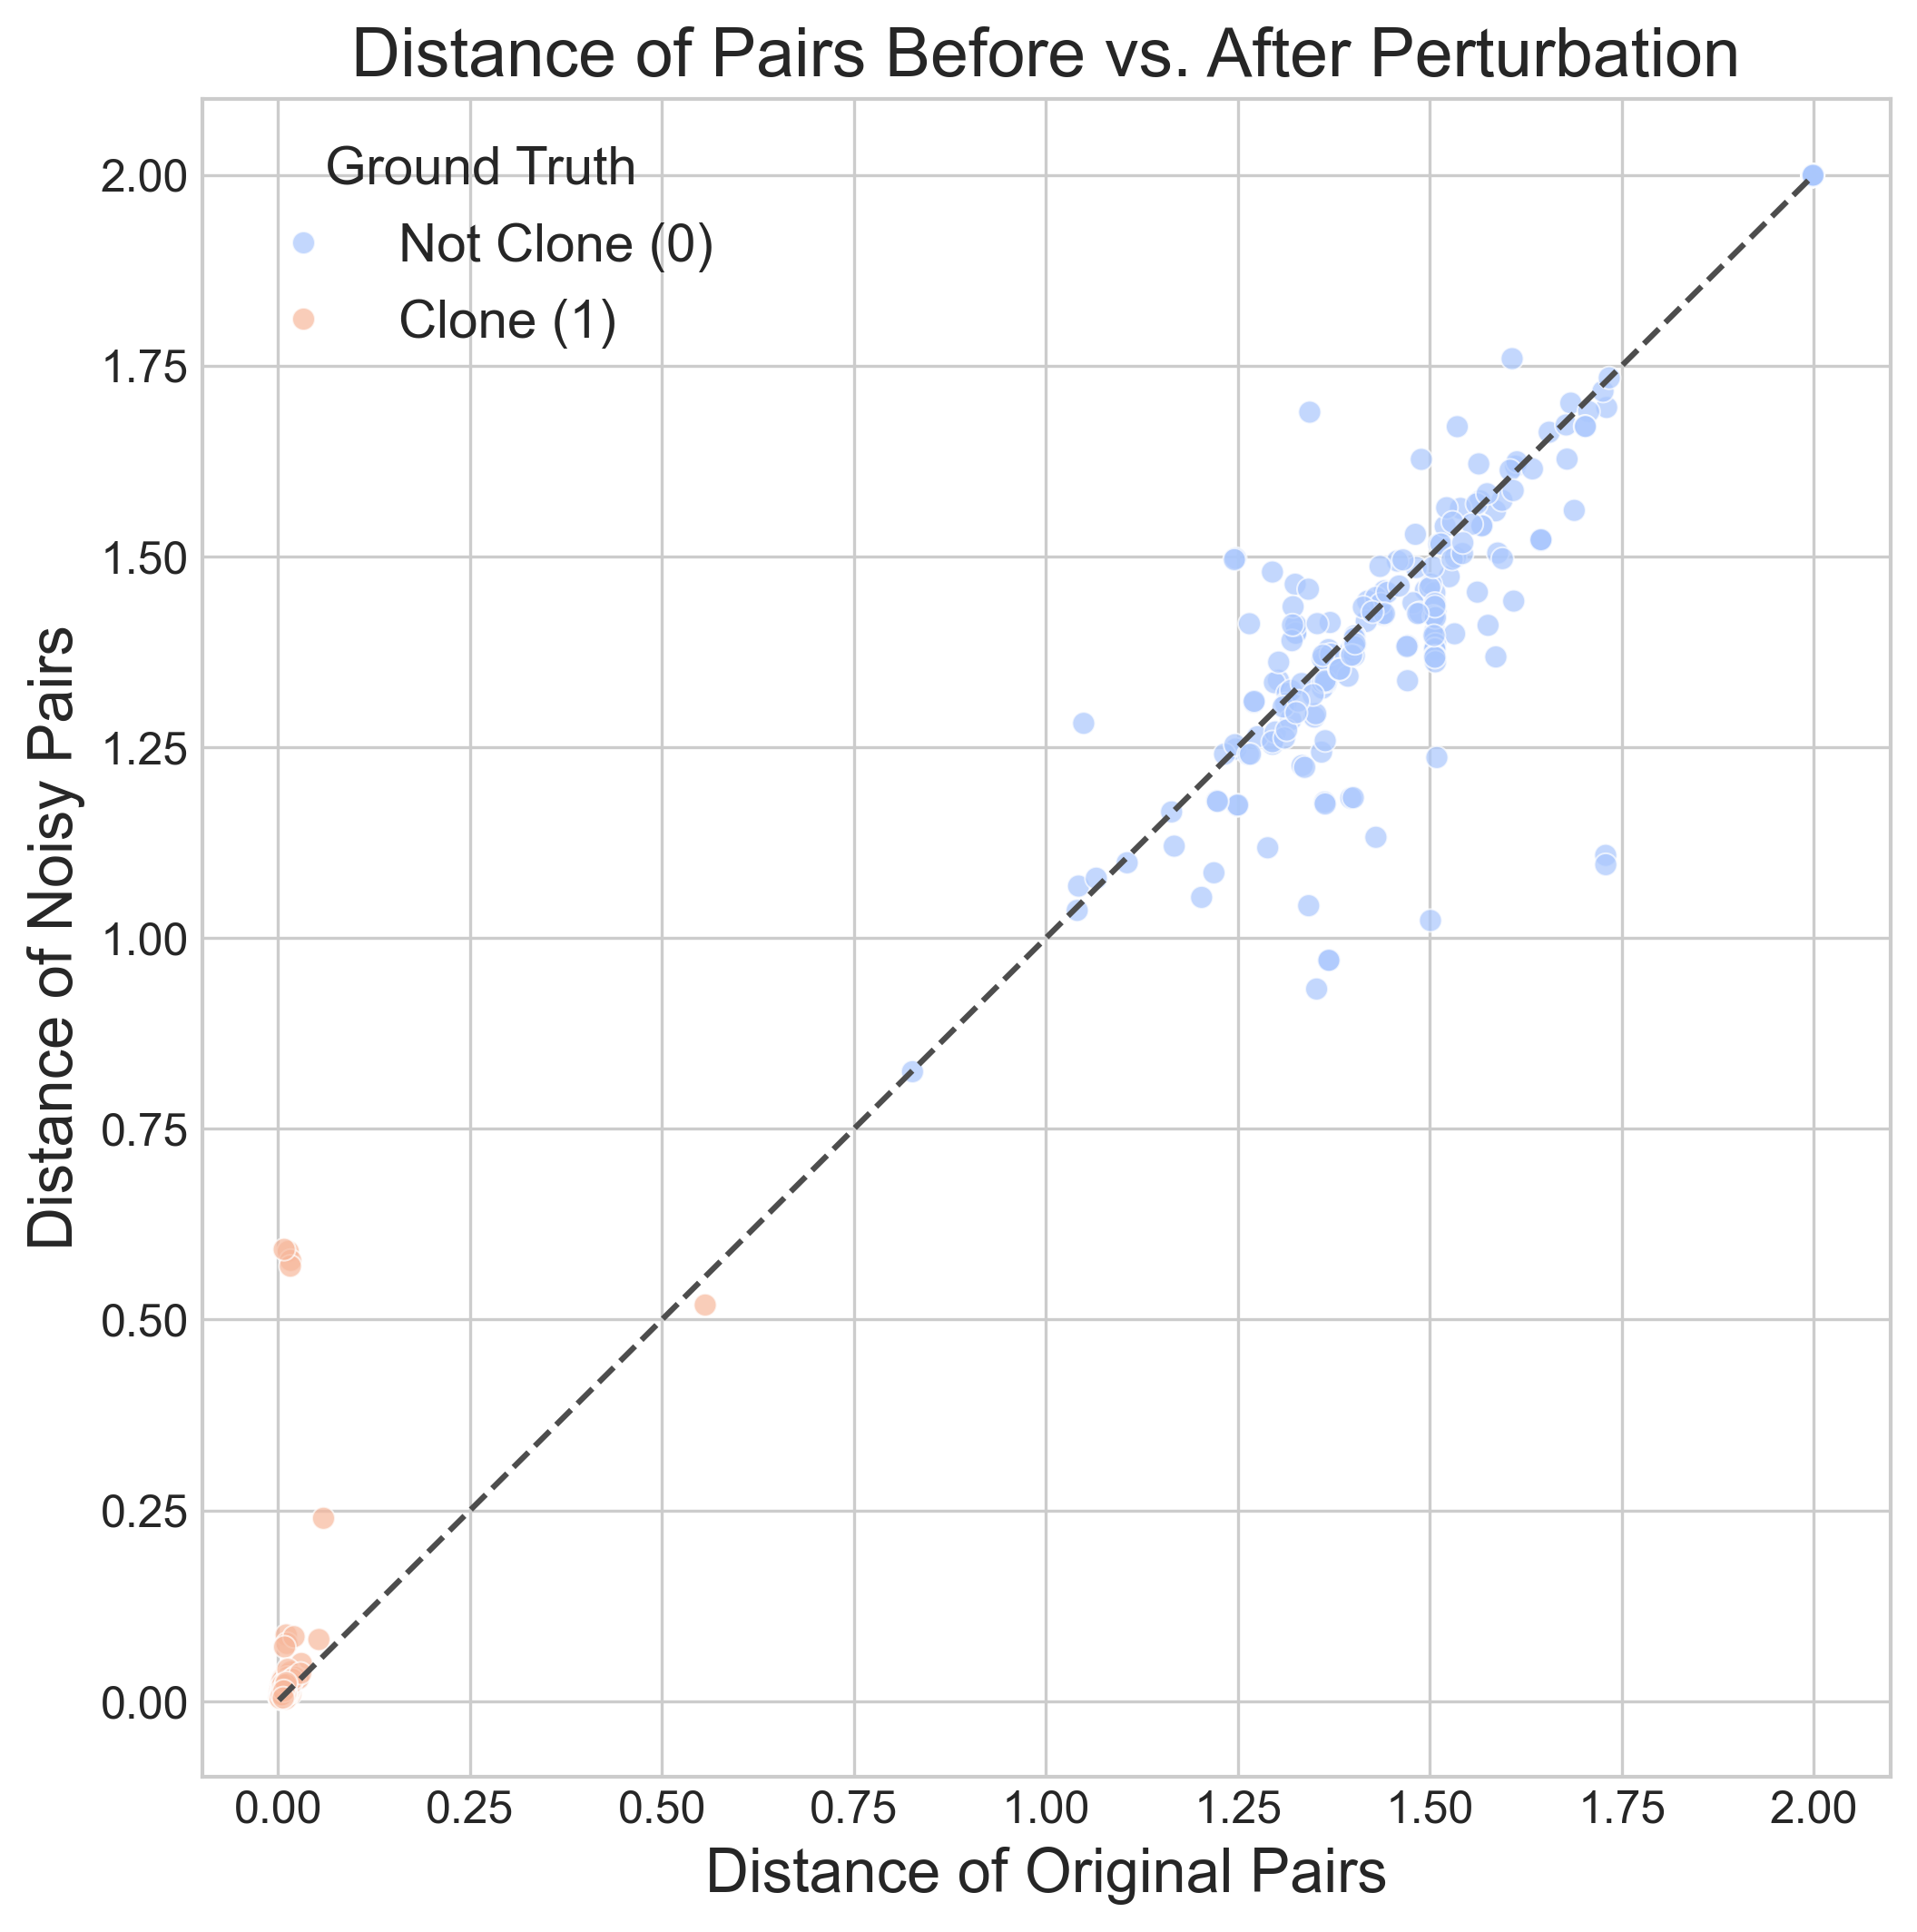 Distance of Pairs Before vs. After Perturbation
Ground Truth
Not Clone (0)
Clone (1)
Distance of Noisy Pairs
2.00
1.75
1.50
1.25
1.00
0.75
0.50
0.25
0.00
0.00 0.25 0.50 0.75 1.00 1.25 1.50 1.75 2.00
Distance of Original Pairs